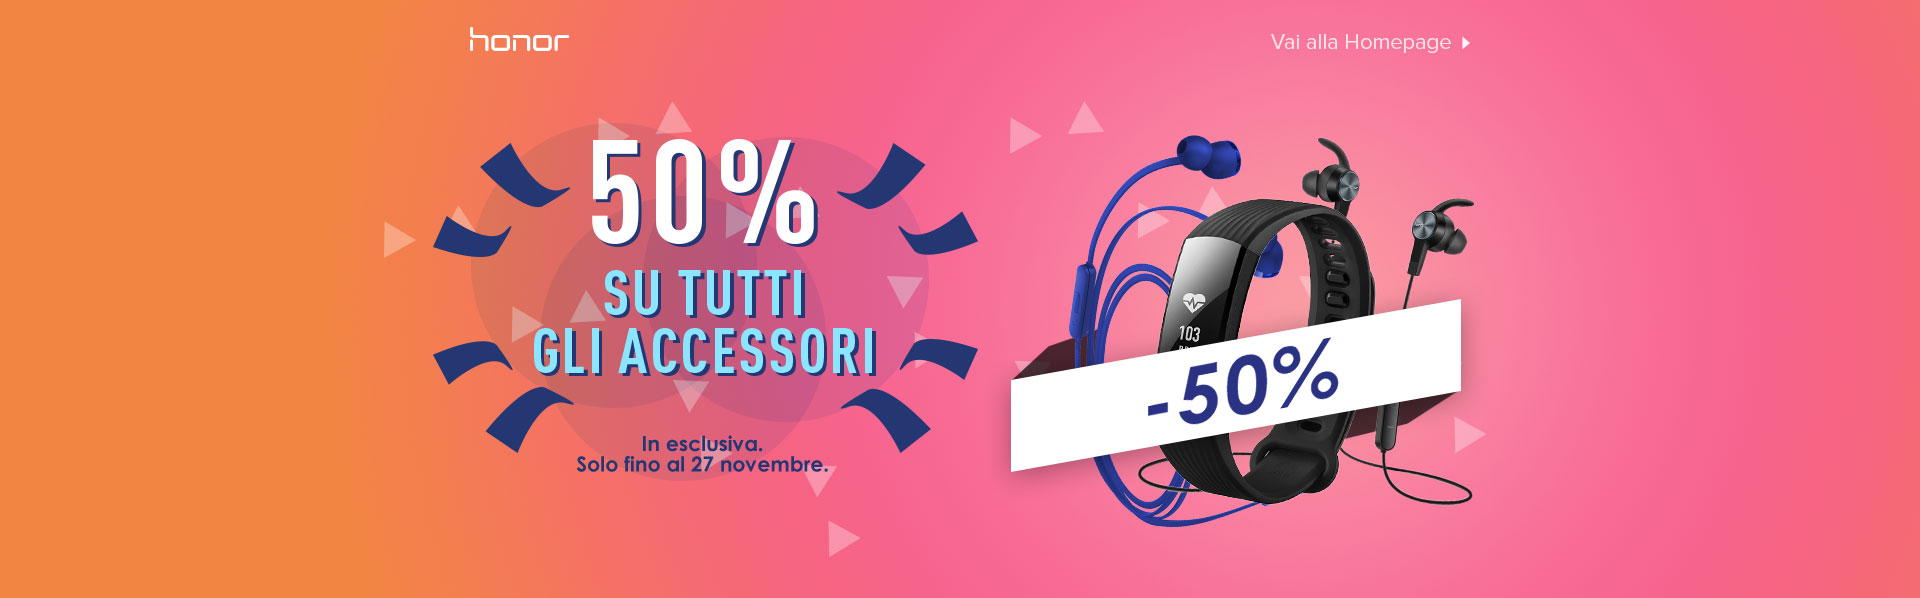 honor
Vai alla Homepage
50%
SU TUTTI
GLI ACCESSORI
In esclusiva.
Solo fino al 27 novembre.
103
-50%